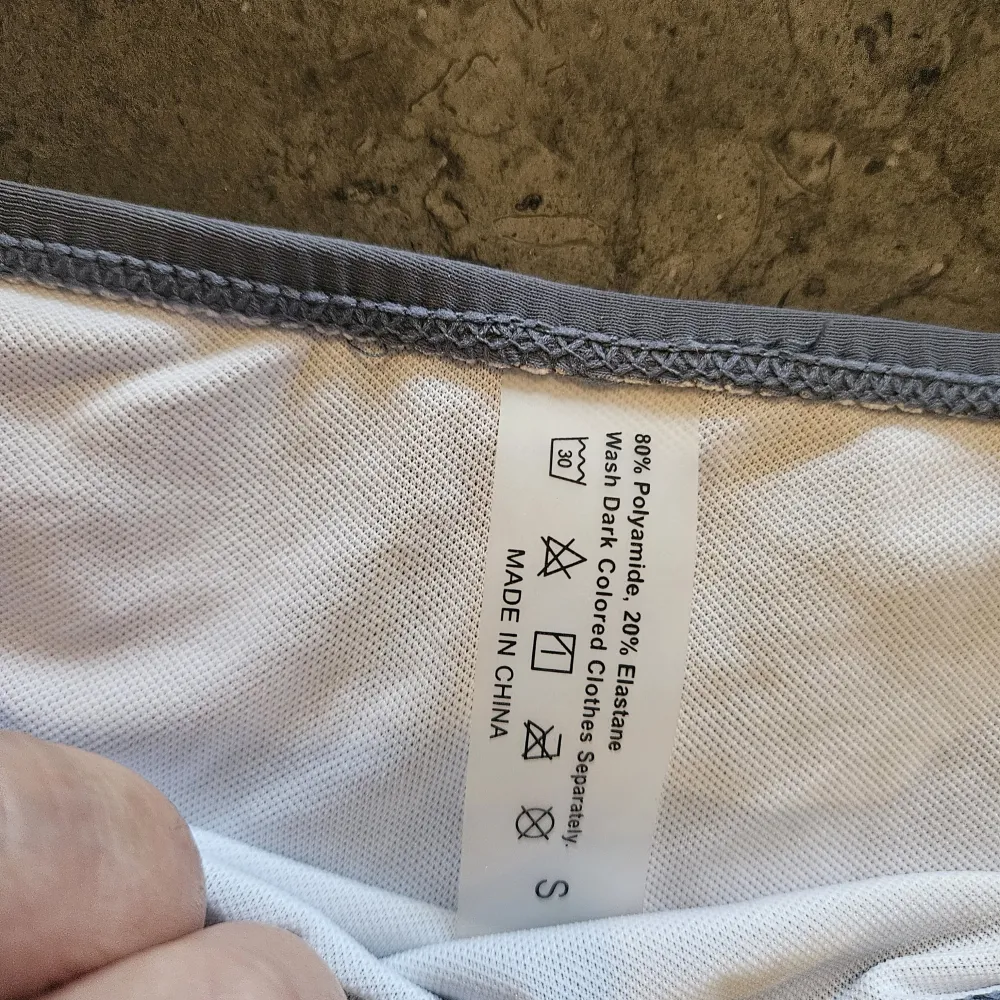 80% Polyamide, 20% Elastane
Wash Dark Colored Clothes Separately.
30
S
MADE IN CHINA